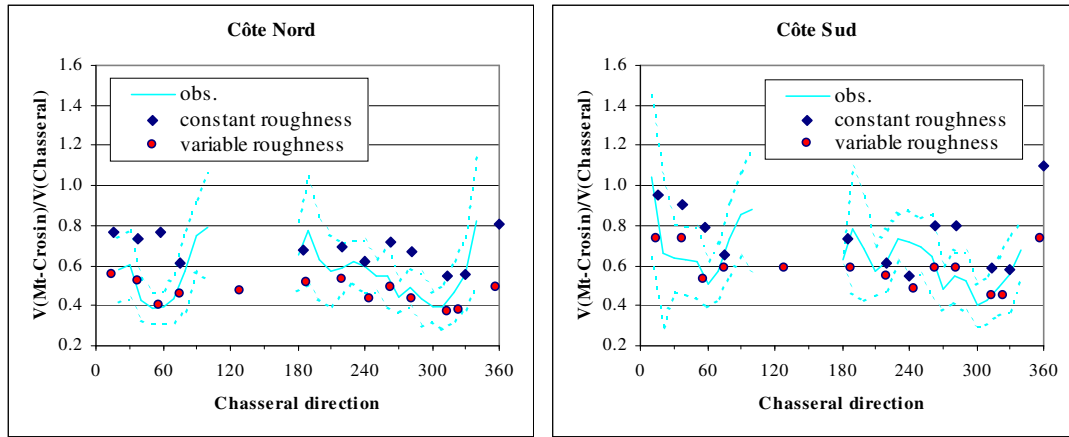 Côte Nord
V(Mt-Crosin)/V(Chasseral)
1.6
1.4
1.2
1.0
0.8
0.6
0.4
0.2
obs.
constant roughness
variable roughness
0 60 120 180 240 300 360
Chasseral direction
Côte Sud
V(Mt-Crosin)/V(Chasseral)
1.6
1.4
1.2
1.0
0.8
0.6
0.4
0.2
obs.
constant roughness
variable roughness
0 60 120 180 240 300 360
Chasseral direction